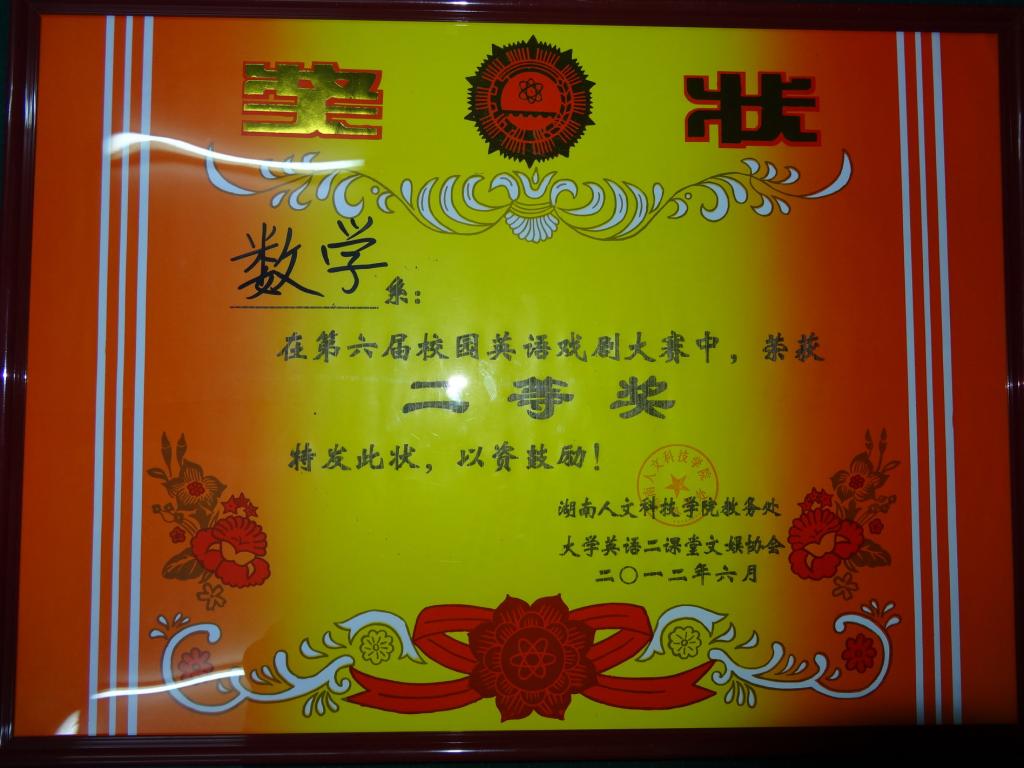 奖状
数学系：
在第六届校园英语戏剧大赛中，荣获
二等奖
特发此状，以资鼓励！
湖南人文科技学院教务处
大学英语二课堂文娱协会
二〇一二年六月